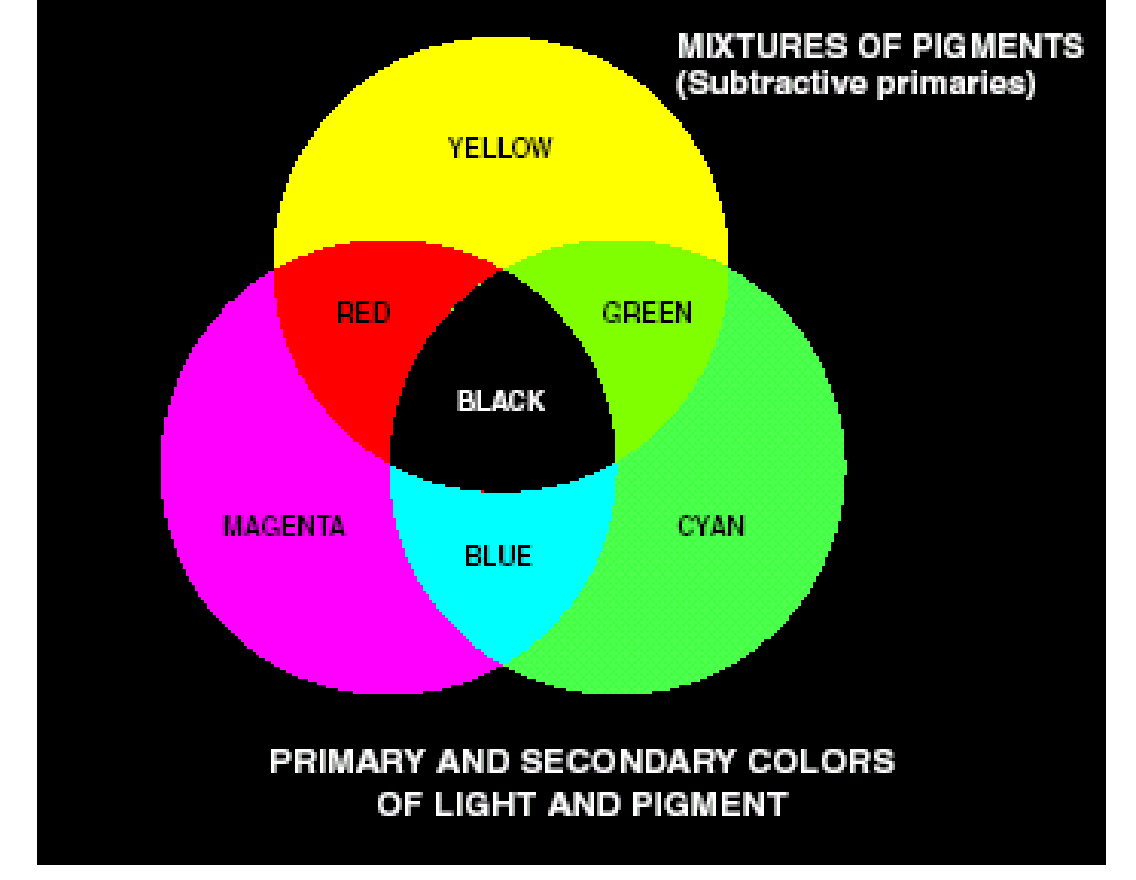 MIXTURES OF PIGMENTS
(Subtractive primaries)
YELLOW
RED
GREEN
BLACK
MAGENTA
CYAN
BLUE
PRIMARY AND SECONDARY COLORS
OF LIGHT AND PIGMENT